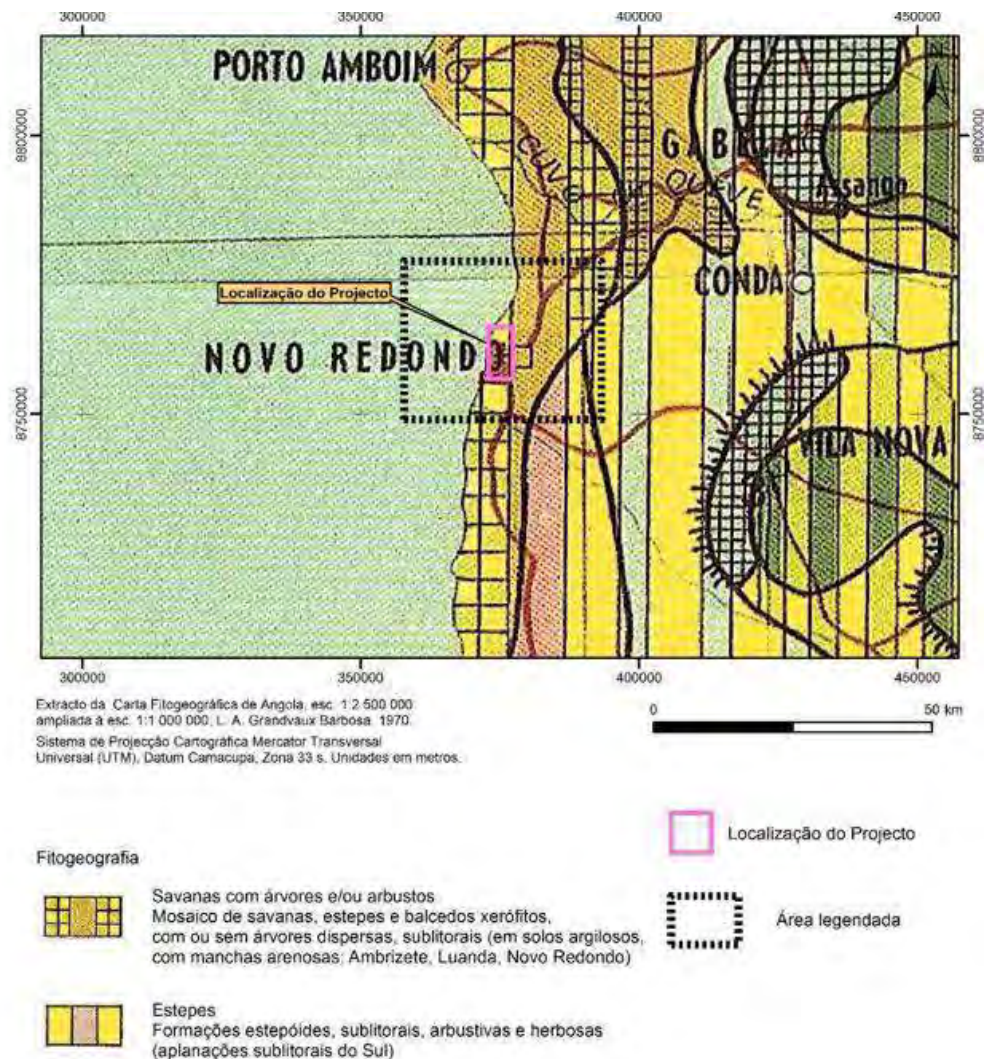 300000 350000 400000 450000
PORTO AMBOIM
8800000 8800000
GABELA
CUVO
QUEVE
Assango
CONDA
Localização do Projecto
NOVO REDONDO
8750000 8750000
VILA NOVA
300000 350000 400000 450000
Extracto da Carta Fitogeográfica de Angola, esc. 1:2 500 000
ampliada à esc. 1:1 000 000, L. A. Grandvaux Barbosa, 1970.
Sistema de Projecção Cartográfica Mercator Transversal
Universal (UTM), Datum Camacupa, Zona 33 s. Unidades em metros.
0 50 km
Localização do Projecto
Fitogeografia
Savanas com árvores e/ou arbustos
Mosaico de savanas, estepes e balcedos xerófitos,
com ou sem árvores dispersas, sublitorais (em solos argilosos,
com manchas arenosas: Ambrizete, Luanda, Novo Redondo)
Área legendada
Estepes
Formações estepóides, sublitorais, arbustivas e herbosas
(aplanações sublitorais do Sul)